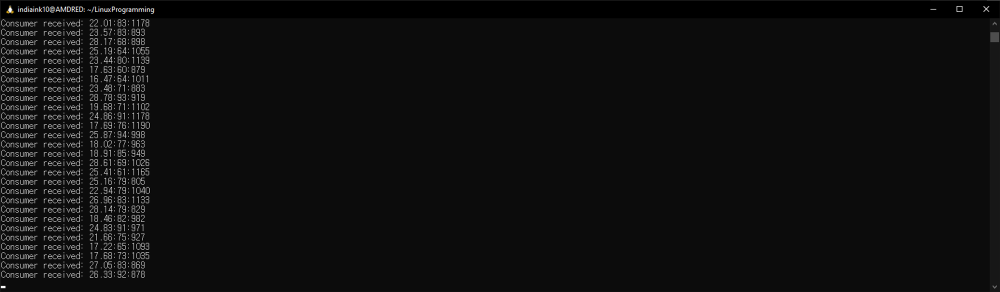 indiaink10@AMDRED: ~/LinuxProgramming
Consumer received: 22.01:83:1178
Consumer received: 23.57:83:893
Consumer received: 28.17:68:898
Consumer received: 25.19:64:1055
Consumer received: 23.44:80:1139
Consumer received: 17.63:60:879
Consumer received: 16.47:64:1011
Consumer received: 23.48:71:883
Consumer received: 28.78:93:919
Consumer received: 19.68:71:1102
Consumer received: 24.86:91:1178
Consumer received: 17.69:76:1190
Consumer received: 25.87:94:998
Consumer received: 18.02:77:963
Consumer received: 18.91:85:949
Consumer received: 28.61:69:1026
Consumer received: 25.41:61:1165
Consumer received: 25.16:79:805
Consumer received: 22.94:79:1040
Consumer received: 26.96:83:1133
Consumer received: 28.14:79:829
Consumer received: 18.46:82:982
Consumer received: 24.83:91:971
Consumer received: 21.66:75:927
Consumer received: 17.22:65:1093
Consumer received: 17.68:73:1035
Consumer received: 27.05:83:869
Consumer received: 26.33:92:878